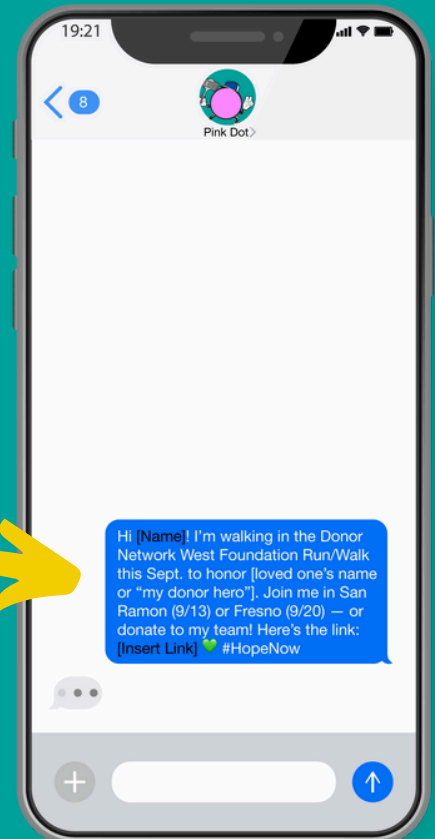 19:21
8
Pink Dot
Hi [Name]! I’m walking in the Donor
Network West Foundation Run/Walk
this Sept. to honor [loved one’s name
or “my donor hero”]. Join me in San
Ramon (9/13) or Fresno (9/20) — or
donate to my team! Here’s the link:
[Insert Link] 💚 #HopeNow